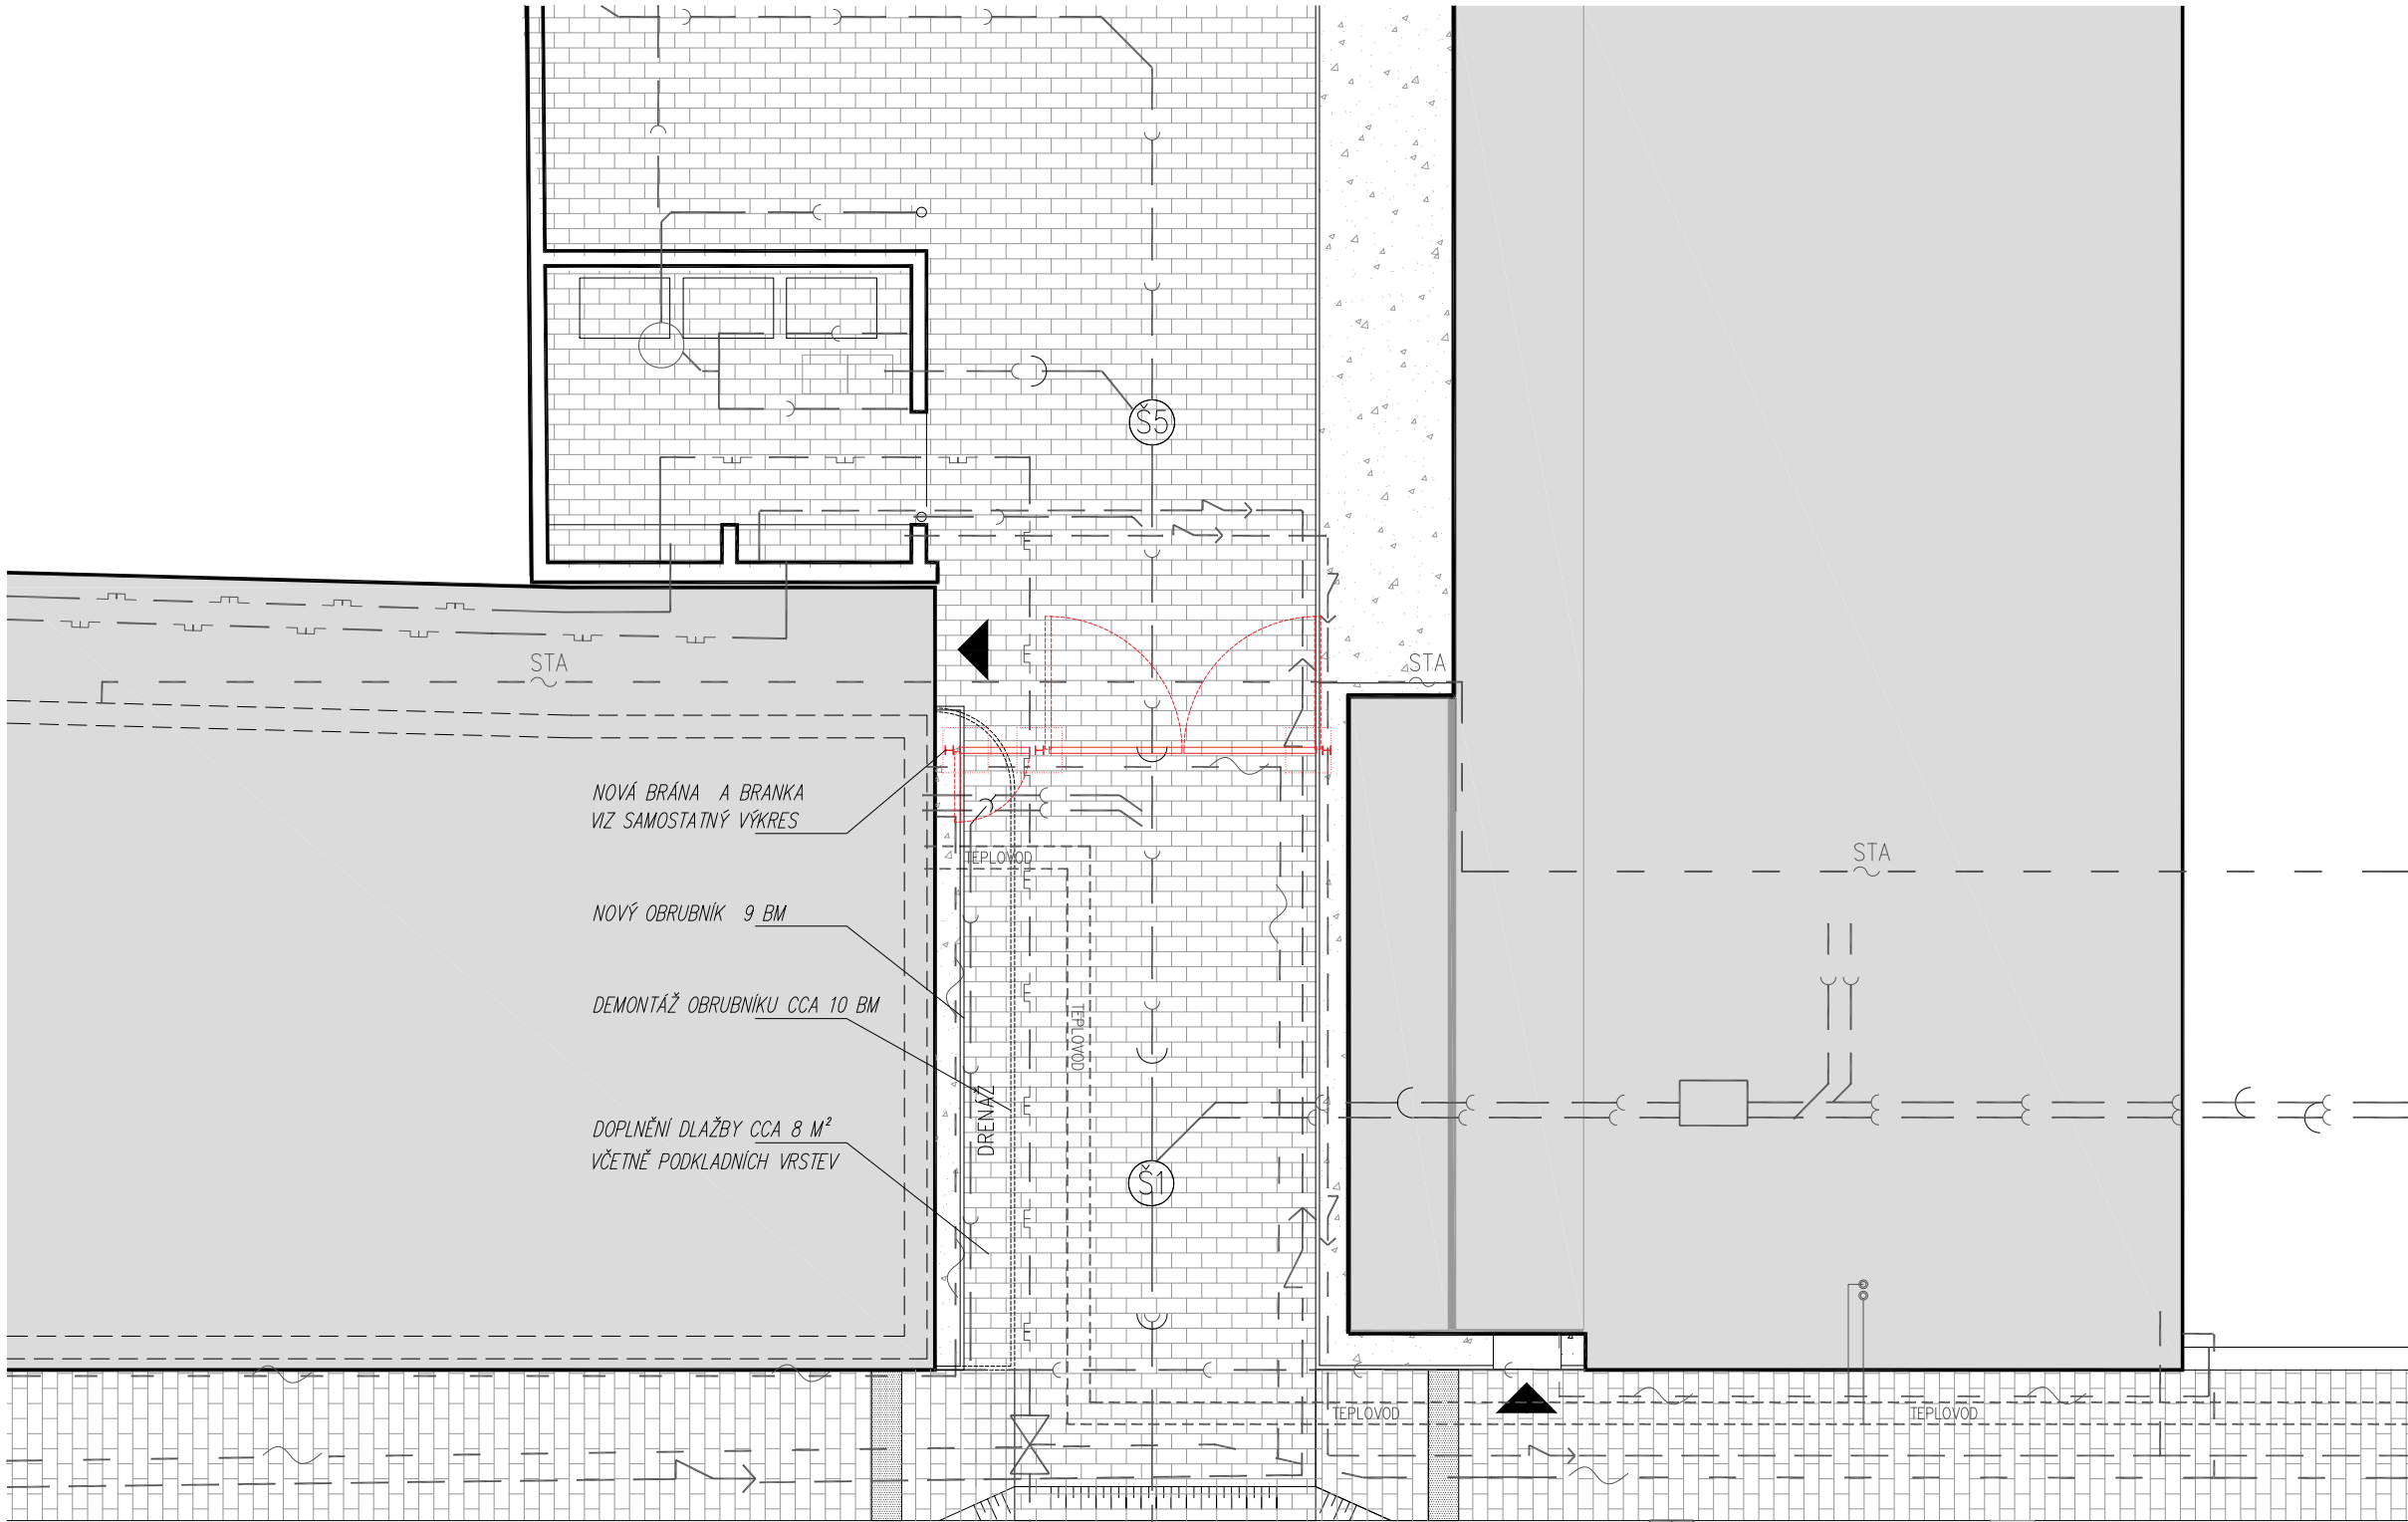 Š5
STA
STA
NOVÁ BRÁNA A BRANKA
VIZ SAMOSTATNÝ VÝKRES
STA
TEPLOVOD
NOVÝ OBRUBNÍK 9 BM
DEMONTÁŽ OBRUBNÍKU CCA 10 BM
TEPLOVOD
DRENÁŽ
DOPLNĚNÍ DLAŽBY CCA 8 M²
VČETNĚ PODKLADNÍCH VRSTEV
Š1
TEPLOVOD
TEPLOVOD